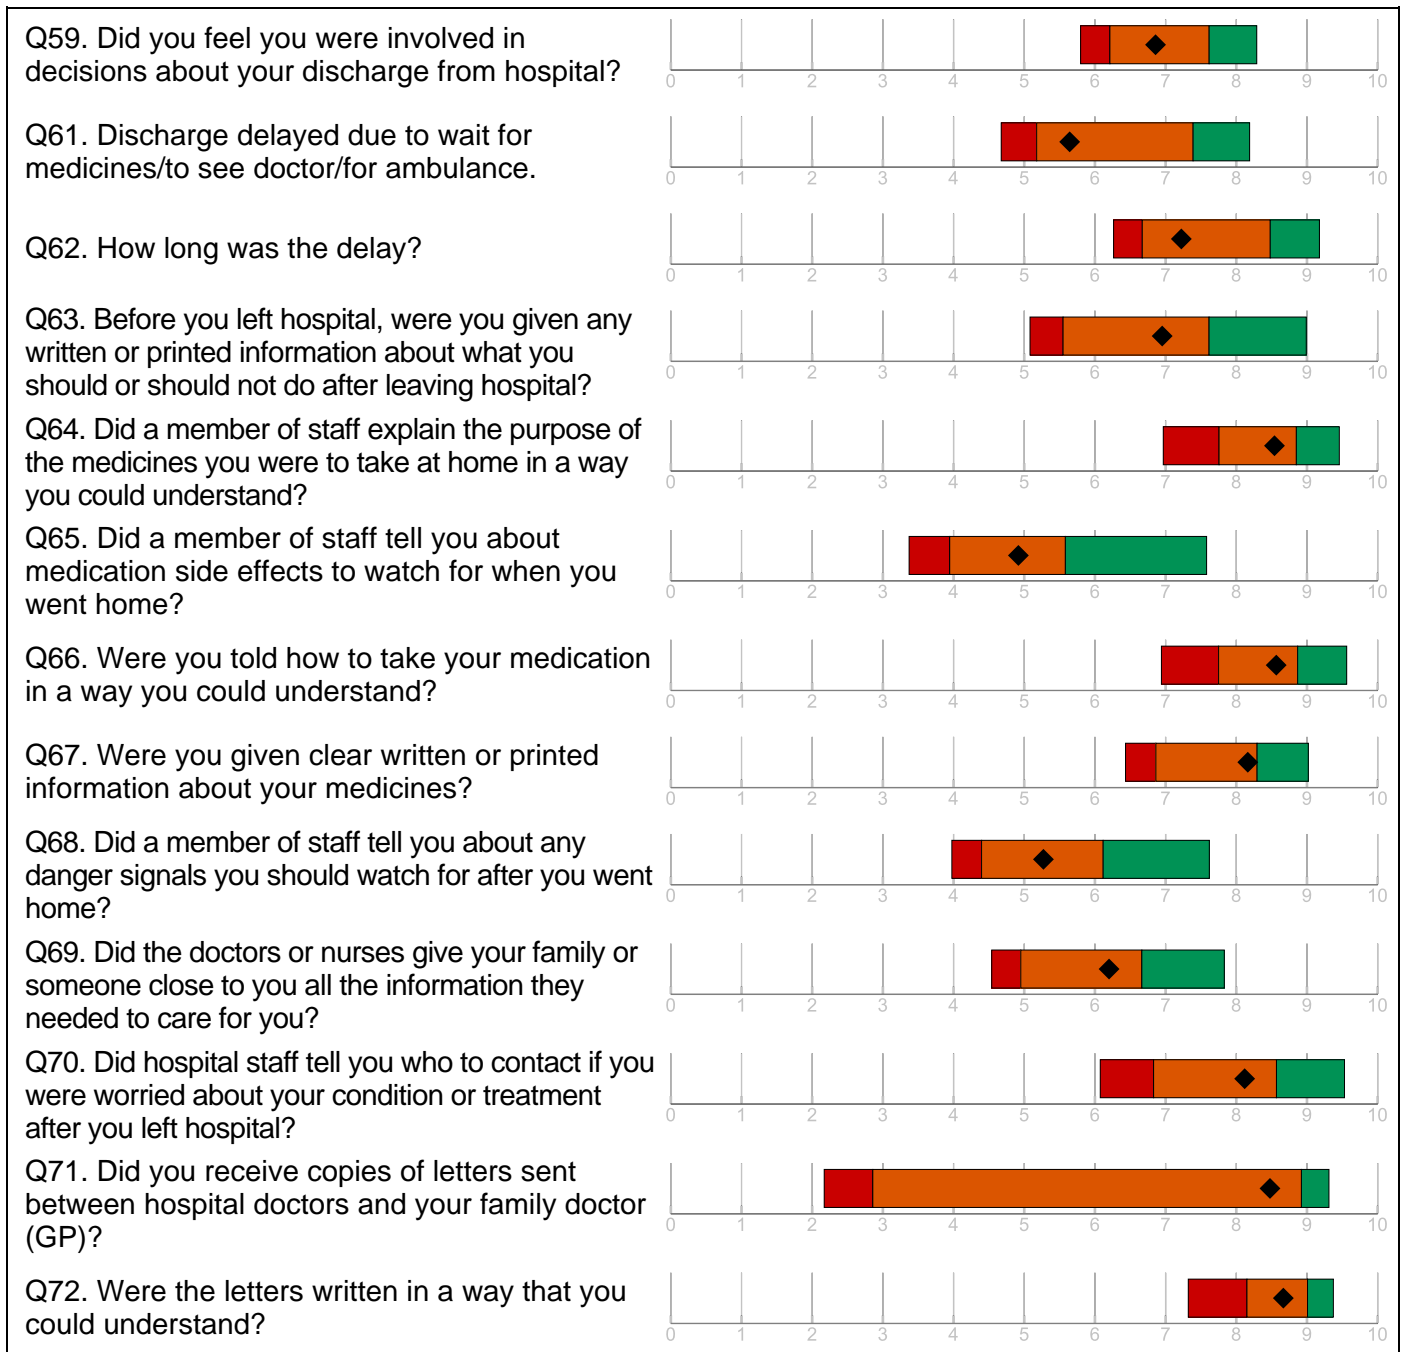 Q59. Did you feel you were involved in
decisions about your discharge from hospital?
0 1 2 3 4 5 6 7 8 9 10
Q61. Discharge delayed due to wait for
medicines/to see doctor/for ambulance.
0 1 2 3 4 5 6 7 8 9 10
Q62. How long was the delay?
0 1 2 3 4 5 6 7 8 9 10
Q63. Before you left hospital, were you given any
written or printed information about what you
should or should not do after leaving hospital?
0 1 2 3 4 5 6 7 8 9 10
Q64. Did a member of staff explain the purpose of
the medicines you were to take at home in a way
you could understand?
0 1 2 3 4 5 6 7 8 9 10
Q65. Did a member of staff tell you about
medication side effects to watch for when you
went home?
0 1 2 3 4 5 6 7 8 9 10
Q66. Were you told how to take your medication
in a way you could understand?
0 1 2 3 4 5 6 7 8 9 10
Q67. Were you given clear written or printed
information about your medicines?
0 1 2 3 4 5 6 7 8 9 10
Q68. Did a member of staff tell you about any
danger signals you should watch for after you went
home?
0 1 2 3 4 5 6 7 8 9 10
Q69. Did the doctors or nurses give your family or
someone close to you all the information they
needed to care for you?
0 1 2 3 4 5 6 7 8 9 10
Q70. Did hospital staff tell you who to contact if you
were worried about your condition or treatment
after you left hospital?
0 1 2 3 4 5 6 7 8 9 10
Q71. Did you receive copies of letters sent
between hospital doctors and your family doctor
(GP)?
0 1 2 3 4 5 6 7 8 9 10
Q72. Were the letters written in a way that you
could understand?
0 1 2 3 4 5 6 7 8 9 10